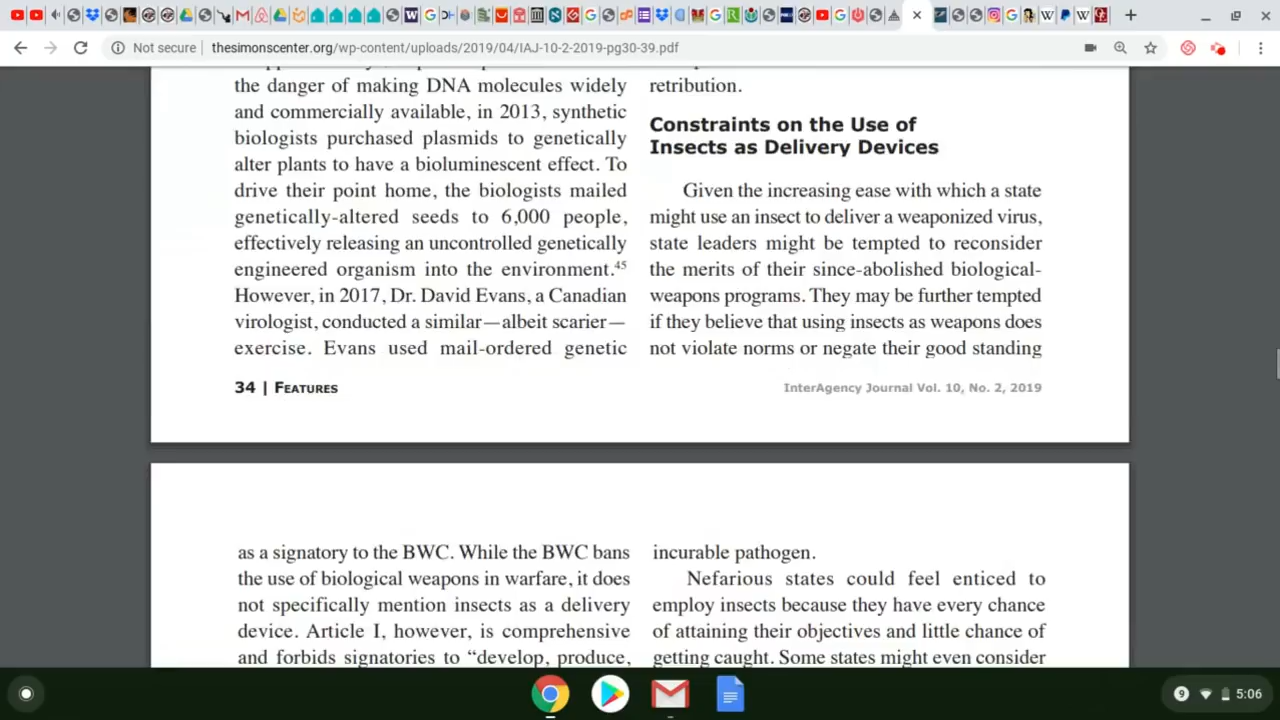 Not secure | thesimonscenter.org/wp-content/uploads/2019/04/IAJ-10-2-2019-pg30-39.pdf
the danger of making DNA molecules widely
and commercially available, in 2013, synthetic
biologists purchased plasmids to genetically
alter plants to have a bioluminescent effect. To
drive their point home, the biologists mailed
genetically-altered seeds to 6,000 people,
effectively releasing an uncontrolled genetically
engineered organism into the environment.45
However, in 2017, Dr. David Evans, a Canadian
virologist, conducted a similar—albeit scarier—
exercise. Evans used mail-ordered genetic
retribution.
Constraints on the Use of
Insects as Delivery Devices
Given the increasing ease with which a state
might use an insect to deliver a weaponized virus,
state leaders might be tempted to reconsider
the merits of their since-abolished biological-
weapons programs. They may be further tempted
if they believe that using insects as weapons does
not violate norms or negate their good standing
34 | FEATURES
InterAgency Journal Vol. 10, No. 2, 2019
as a signatory to the BWC. While the BWC bans
the use of biological weapons in warfare, it does
not specifically mention insects as a delivery
device. Article I, however, is comprehensive
and forbids signatories to “develop, produce,
incurable pathogen.
Nefarious states could feel enticed to
employ insects because they have every chance
of attaining their objectives and little chance of
getting caught. Some states might even consider
9 5:06